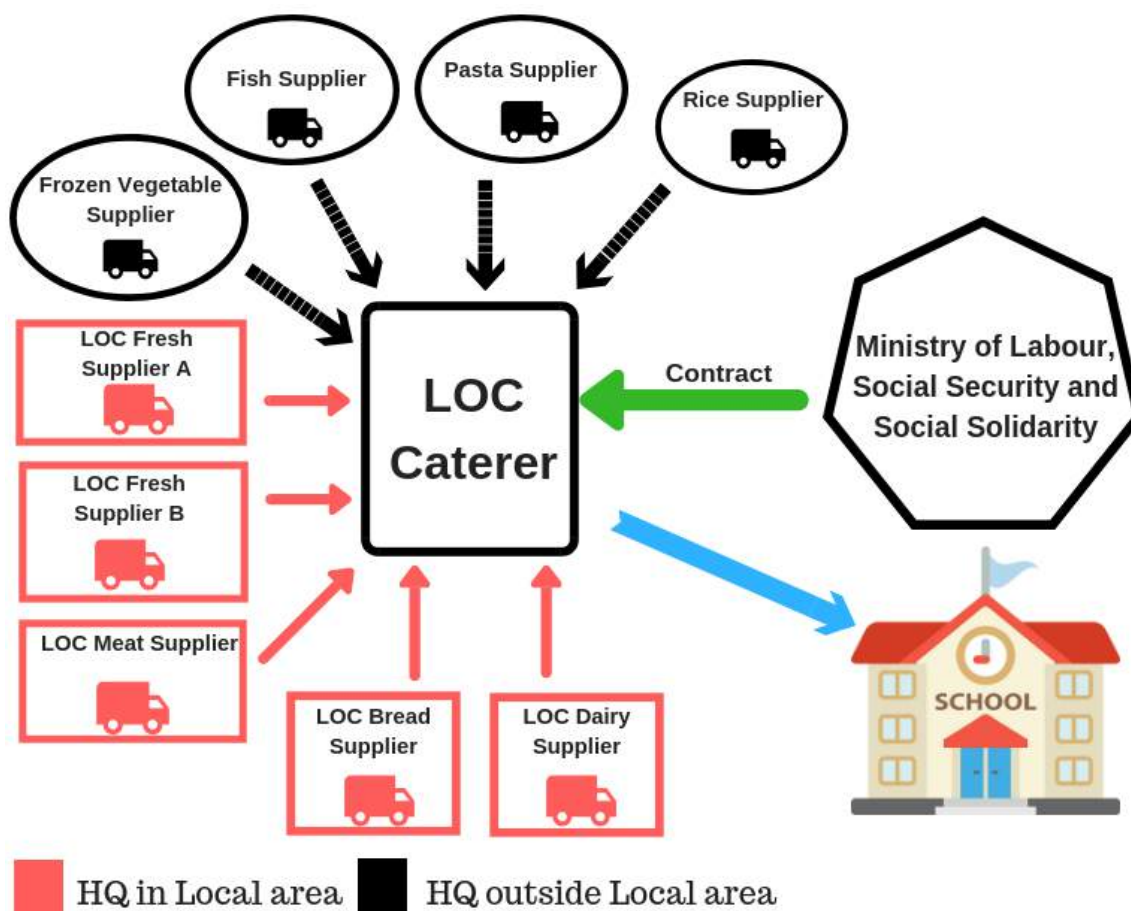 Fish Supplier
Pasta Supplier
Rice Supplier
Frozen Vegetable
Supplier
LOC Fresh
Supplier A
LOC Fresh
Supplier B
LOC Meat Supplier
LOC Bread
Supplier
LOC Dairy
Supplier
LOC
Caterer
Contract
Ministry of Labour,
Social Security and
Social Solidarity
SCHOOL
HQ in Local area
HQ outside Local area